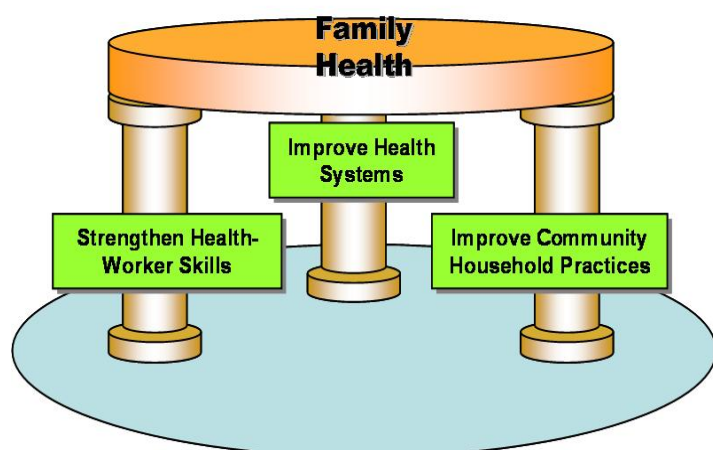 Family
Health
Improve Health
Systems
Strengthen Health-
Worker Skills
Improve Community
Household Practices